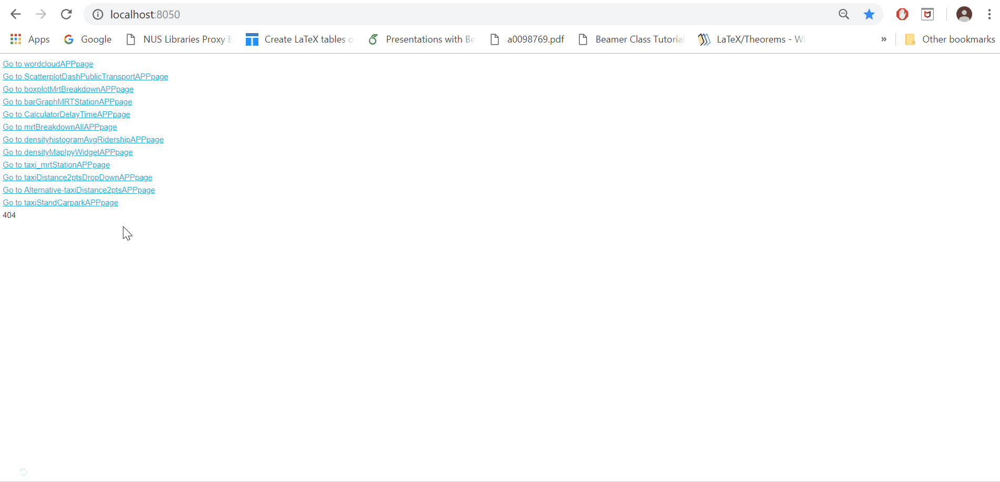 localhost:8050
Apps Google NUS Libraries Proxy Create LaTeX tables Presentations with a0098769.pdf Beamer Class Tutorial LaTeX/Theorems - » Other bookmarks
Go to wordcloudAPPpage
Go to ScatterplotDashPublicTransportAPPpage
Go to boxplotMrtBreakdownAPPpage
Go to barGraphMRTStationAPPpage
Go to CalculatorDelayTimeAPPpage
Go to mrtBreakdownAllAPPpage
Go to densityhistogramAvgRidershipAPPpage
Go to densityMapIpyWidgetAPPpage
Go to taxi_mrtStationAPPpage
Go to taxiDistance2ptsDropDownAPPpage
Go to Alternative-taxiDistance2ptsAPPpage
Go to taxiStandCarparkAPPpage
404